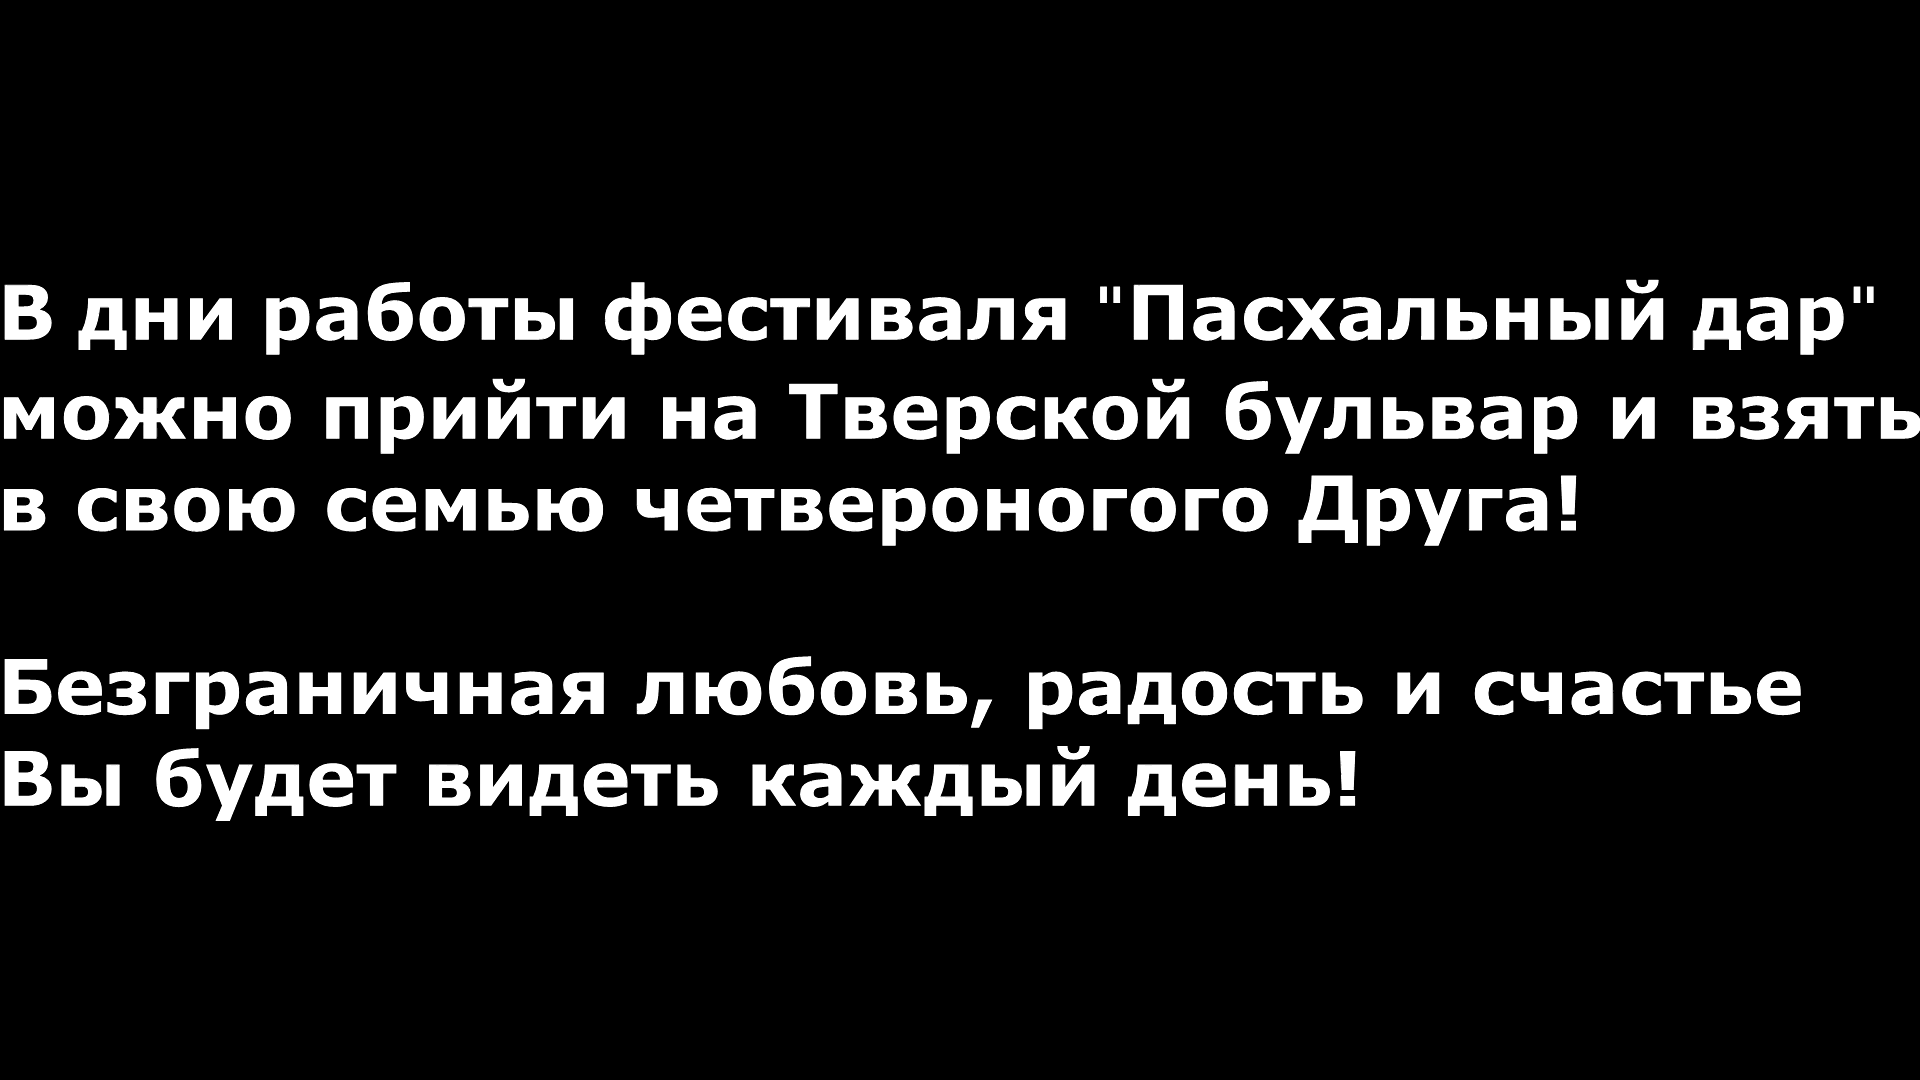 В дни работы фестиваля "Пасхальный дар"
можно прийти на Тверской бульвар и взять
в свою семью четвероногого Друга!
Безграничная любовь, радость и счастье
Вы будет видеть каждый день!